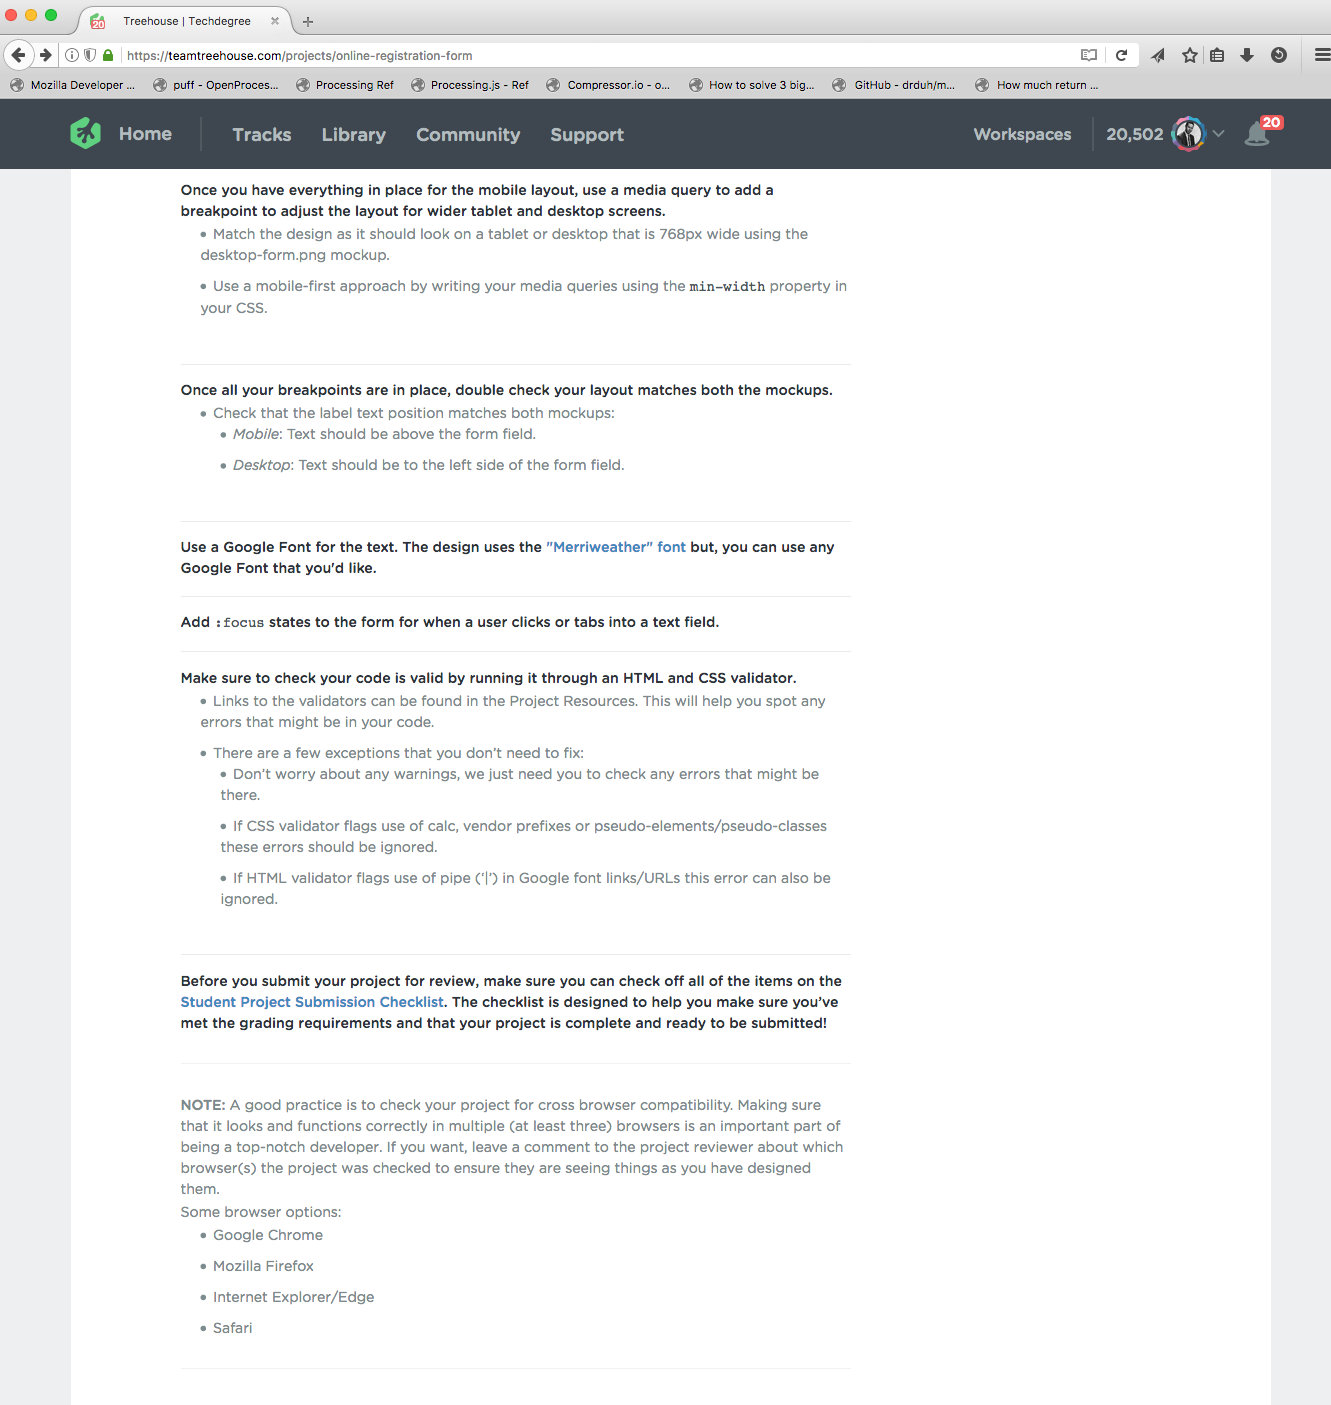 20 Treehouse | Techdegree
https://teamtreehouse.com/projects/online-registration-form
Mozilla Developer ... puff - OpenProces... Processing Ref Processing.js - Ref Compressor.io - o... How to solve 3 big... GitHub - drduh/m... How much return ...
Home Tracks Library Community Support Workspaces 20,502 20
Once you have everything in place for the mobile layout, use a media query to add a
breakpoint to adjust the layout for wider tablet and desktop screens.
• Match the design as it should look on a tablet or desktop that is 768px wide using the
desktop-form.png mockup.
• Use a mobile-first approach by writing your media queries using the min-width property in
your CSS.
Once all your breakpoints are in place, double check your layout matches both the mockups.
• Check that the label text position matches both mockups:
• Mobile: Text should be above the form field.
• Desktop: Text should be to the left side of the form field.
Use a Google Font for the text. The design uses the "Merriweather" font but, you can use any
Google Font that you'd like.
Add :focus states to the form for when a user clicks or tabs into a text field.
Make sure to check your code is valid by running it through an HTML and CSS validator.
• Links to the validators can be found in the Project Resources. This will help you spot any
errors that might be in your code.
• There are a few exceptions that you don’t need to fix:
• Don’t worry about any warnings, we just need you to check any errors that might be
there.
• If CSS validator flags use of calc, vendor prefixes or pseudo-elements/pseudo-classes
these errors should be ignored.
• If HTML validator flags use of pipe (‘|’) in Google font links/URLs this error can also be
ignored.
Before you submit your project for review, make sure you can check off all of the items on the
Student Project Submission Checklist. The checklist is designed to help you make sure you’ve
met the grading requirements and that your project is complete and ready to be submitted!
NOTE: A good practice is to check your project for cross browser compatibility. Making sure
that it looks and functions correctly in multiple (at least three) browsers is an important part of
being a top-notch developer. If you want, leave a comment to the project reviewer about which
browser(s) the project was checked to ensure they are seeing things as you have designed
them.
Some browser options:
• Google Chrome
• Mozilla Firefox
• Internet Explorer/Edge
• Safari